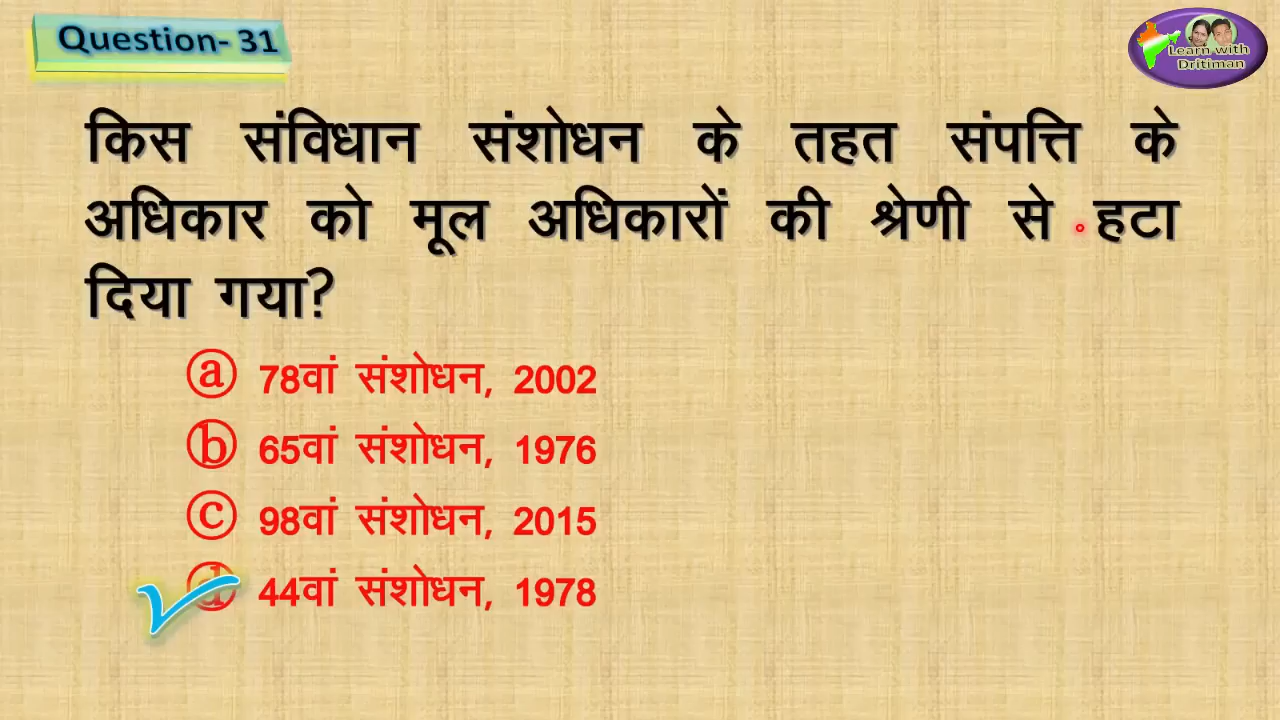 Question- 31
Learn with
Dritiman
किस संविधान संशोधन के तहत संपत्ति के
अधिकार को मूल अधिकारों की श्रेणी से हटा
दिया गया?
ⓐ 78वां संशोधन, 2002
ⓑ 65वां संशोधन, 1976
ⓒ 98वां संशोधन, 2015
ⓓ 44वां संशोधन, 1978